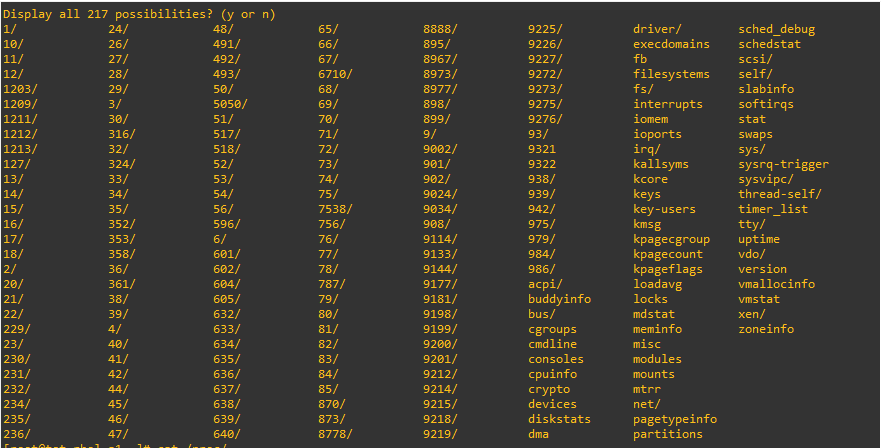 Display all 217 possibilities? (y or n)
1/ 24/ 48/ 65/ 8888/ 9225/ driver/ sched_debug
10/ 26/ 491/ 66/ 895/ 9226/ execdomains schedstat
11/ 27/ 492/ 67/ 8967/ 9227/ fb scsi/
12/ 28/ 493/ 6710/ 8973/ 9272/ filesystems self/
1203/ 29/ 50/ 68/ 8977/ 9273/ fs/ slabinfo
1209/ 3/ 5050/ 69/ 898/ 9275/ interrupts softirqs
1211/ 30/ 51/ 70/ 899/ 9276/ iomem stat
1212/ 316/ 517/ 71/ 9/ 93/ ioports swaps
1213/ 32/ 518/ 72/ 9002/ 9321 irq/ sys/
127/ 324/ 52/ 73/ 901/ 9322 kallsyms sysrq-trigger
13/ 33/ 53/ 74/ 902/ 938/ kcore sysvipc/
14/ 34/ 54/ 75/ 9024/ 939/ keys thread-self/
15/ 35/ 56/ 7538/ 9034/ 942/ key-users timer_list
16/ 352/ 596/ 756/ 908/ 975/ kmsg tty/
17/ 353/ 6/ 76/ 9114/ 979/ kpagecgroup uptime
18/ 358/ 601/ 77/ 9133/ 984/ kpagecount vdo/
2/ 36/ 602/ 78/ 9144/ 986/ kpageflags version
20/ 361/ 604/ 787/ 9177/ acpi/ loadavg vmallocinfo
21/ 38/ 605/ 79/ 9181/ buddyinfo locks vmstat
22/ 39/ 632/ 80/ 9198/ bus/ mdstat xen/
229/ 4/ 633/ 81/ 9199/ cgroups meminfo zoneinfo
23/ 40/ 634/ 82/ 9200/ cmdline misc
230/ 41/ 635/ 83/ 9201/ consoles modules
231/ 42/ 636/ 84/ 9212/ cpuinfo mounts
232/ 44/ 637/ 85/ 9214/ crypto mtrr
234/ 45/ 638/ 870/ 9215/ devices net/
235/ 46/ 639/ 873/ 9218/ diskstats pagetypeinfo
236/ 47/ 640/ 8778/ 9219/ dma partitions